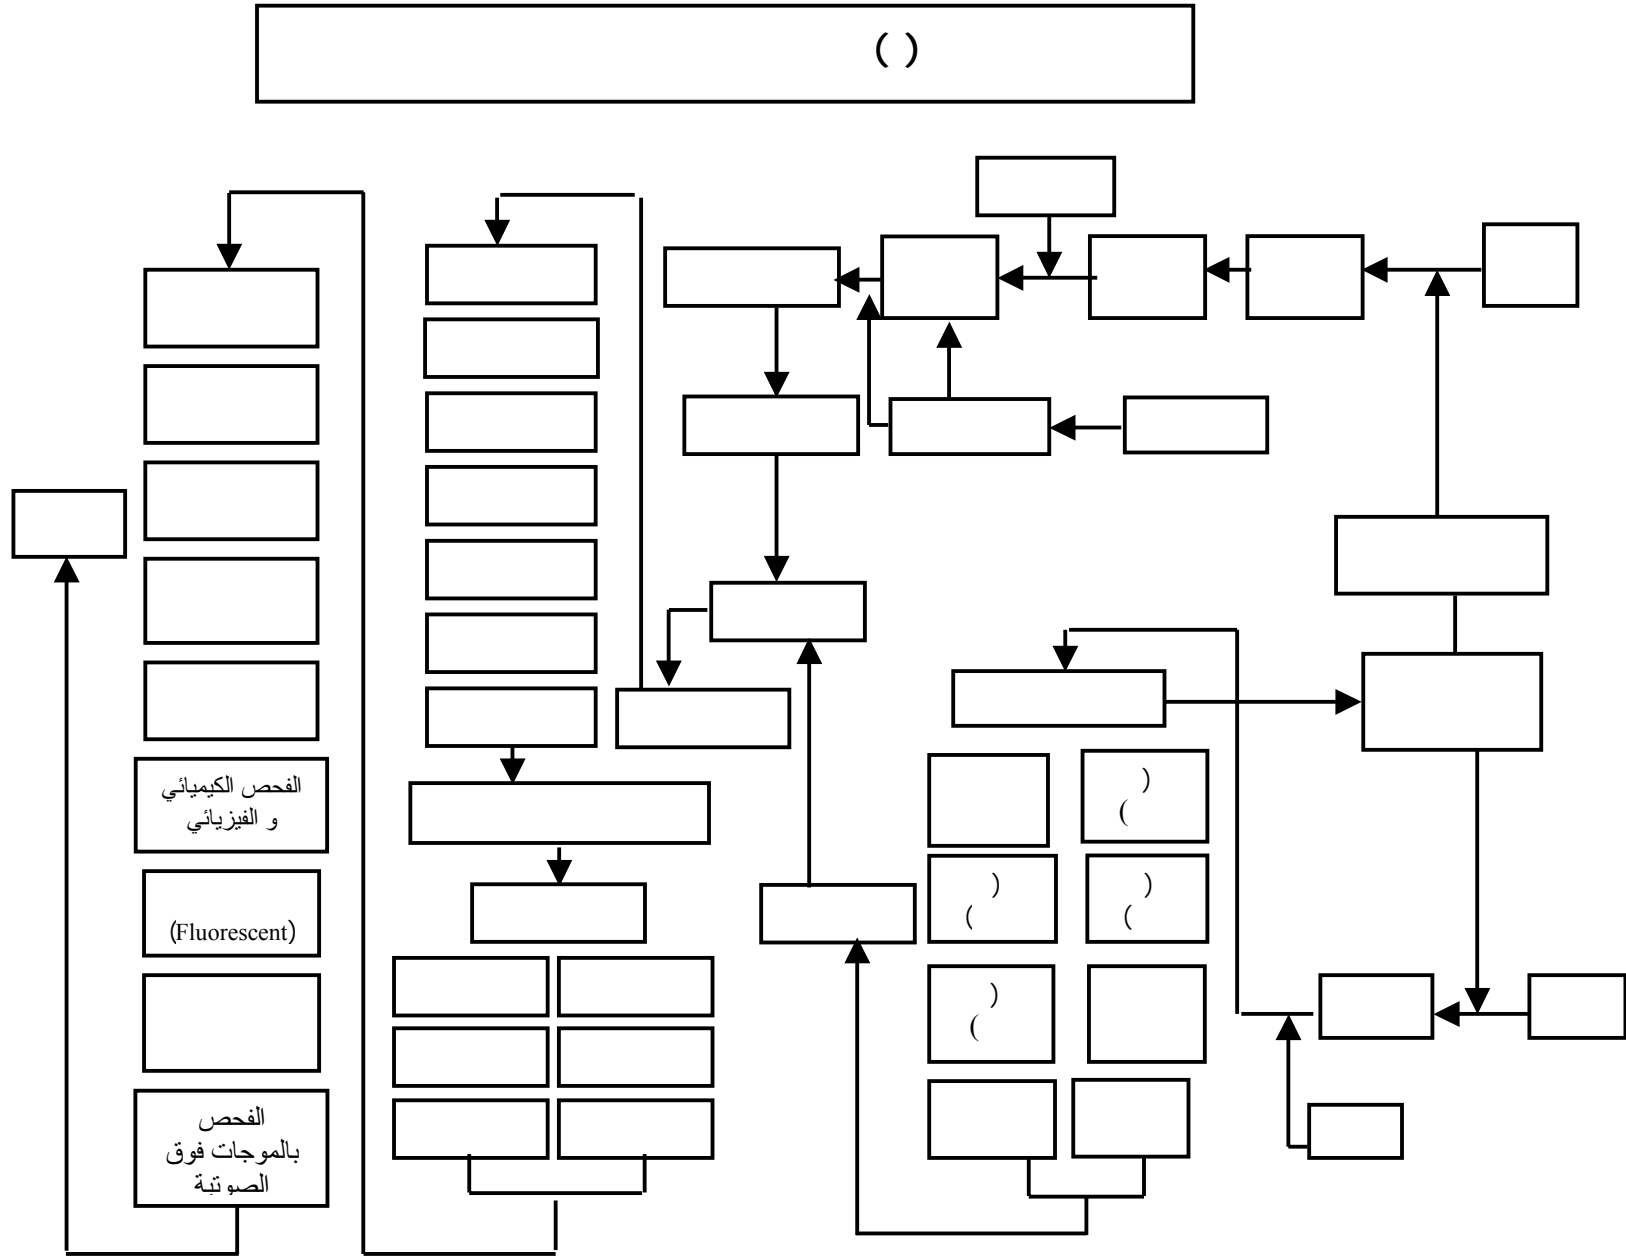 ( )
الفحص الكيميائي
و الفيزيائي
(Fluorescent)
الفحص
بالموجات فوق
الصوتية
(
)
(
)
(
)
(
)